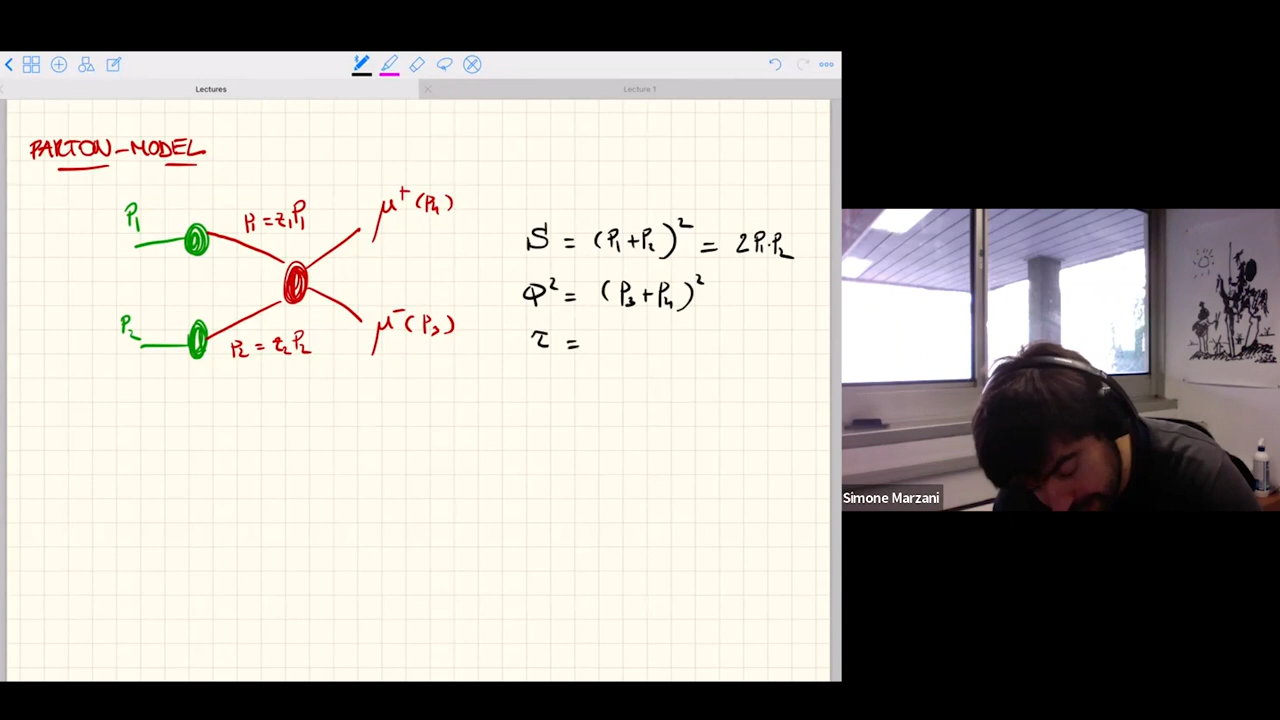 Lectures
Lecture 1
PARTON-MODEL
P₁
p₁ = z₁P₁
μ⁺(p₄)
P₂
p₂ = z₂P₂
μ⁻(p₃)
S = (P₁+P₂)² = 2P₁·P₂
Q² = (p₃+p₄)²
τ =
Simone Marzani